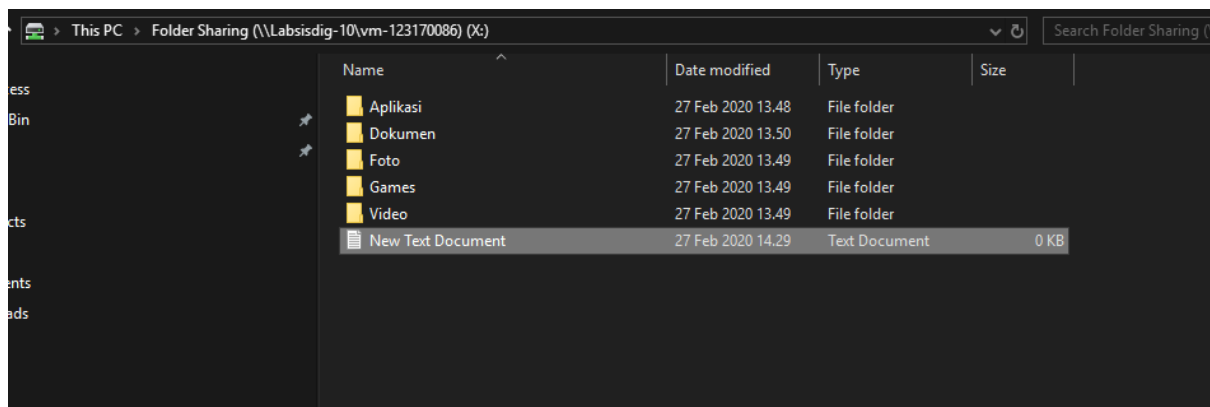 This PC > Folder Sharing (\\Labsisdig-10\vm-123170086) (X:)
Search Folder Sharing (
Name Date modified Type Size
ess
Bin
cts
ents
ads
Aplikasi 27 Feb 2020 13.48 File folder
Dokumen 27 Feb 2020 13.50 File folder
Foto 27 Feb 2020 13.49 File folder
Games 27 Feb 2020 13.49 File folder
Video 27 Feb 2020 13.49 File folder
New Text Document 27 Feb 2020 14.29 Text Document 0 KB